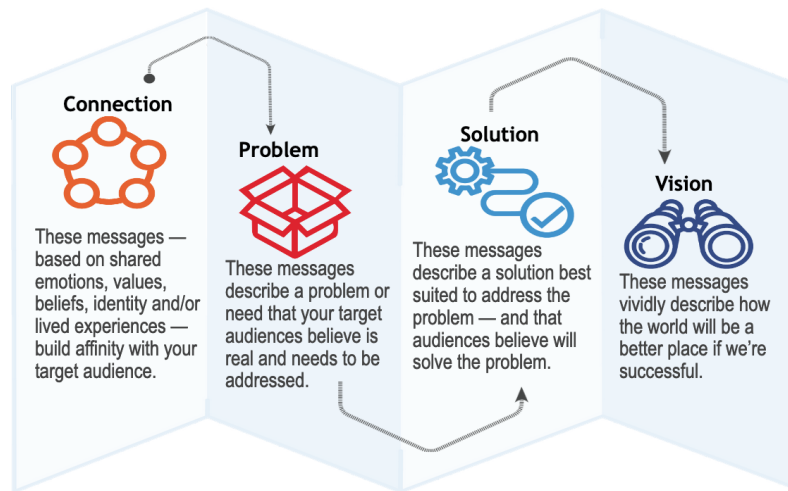 Connection
These messages —
based on shared
emotions, values,
beliefs, identity and/or
lived experiences —
build affinity with your
target audience.
Problem
These messages
describe a problem or
need that your target
audiences believe is
real and needs to be
addressed.
Solution
These messages
describe a solution best
suited to address the
problem — and that
audiences believe will
solve the problem.
Vision
These messages
vividly describe how
the world will be a
better place if we’re
successful.